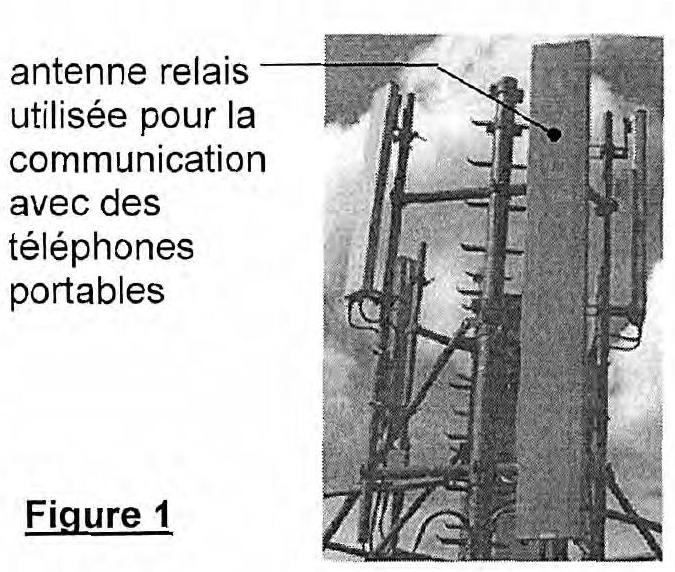 antenne relais
utilisée pour la
communication
avec des
téléphones
portables
Figure 1